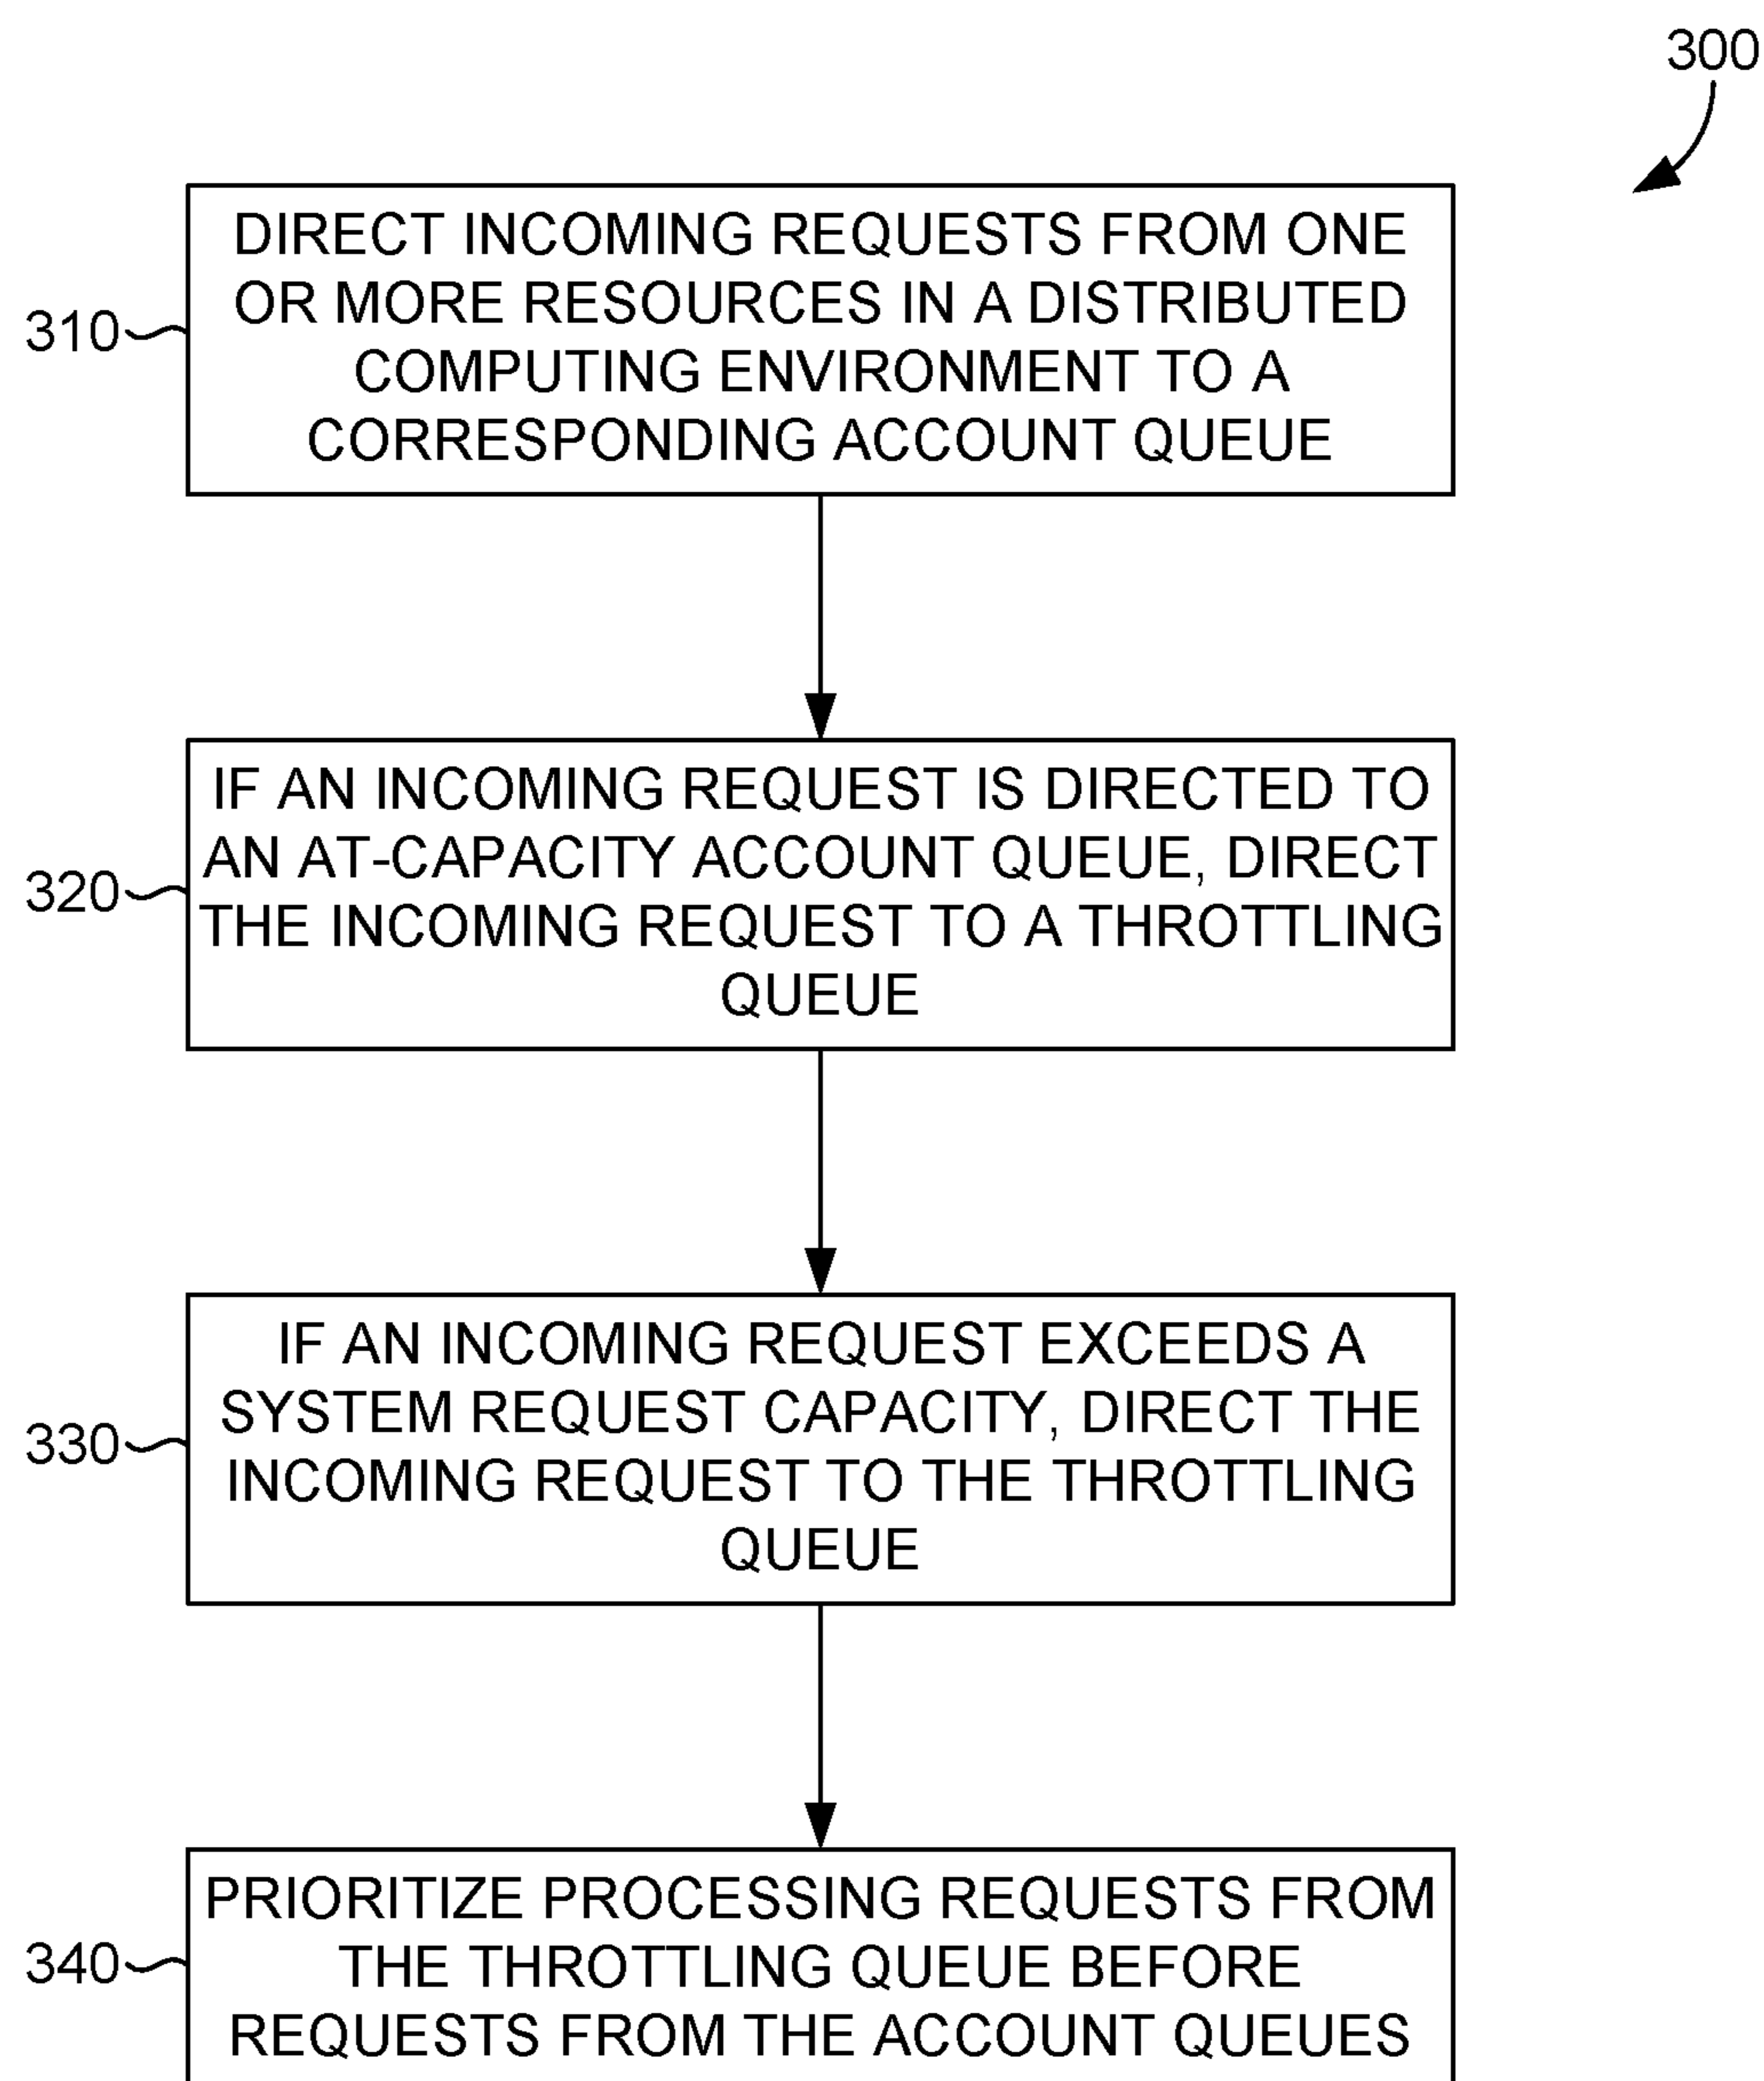 300
310
DIRECT INCOMING REQUESTS FROM ONE
OR MORE RESOURCES IN A DISTRIBUTED
COMPUTING ENVIRONMENT TO A
CORRESPONDING ACCOUNT QUEUE
320
IF AN INCOMING REQUEST IS DIRECTED TO
AN AT-CAPACITY ACCOUNT QUEUE, DIRECT
THE INCOMING REQUEST TO A THROTTLING
QUEUE
330
IF AN INCOMING REQUEST EXCEEDS A
SYSTEM REQUEST CAPACITY, DIRECT THE
INCOMING REQUEST TO THE THROTTLING
QUEUE
340
PRIORITIZE PROCESSING REQUESTS FROM
THE THROTTLING QUEUE BEFORE
REQUESTS FROM THE ACCOUNT QUEUES